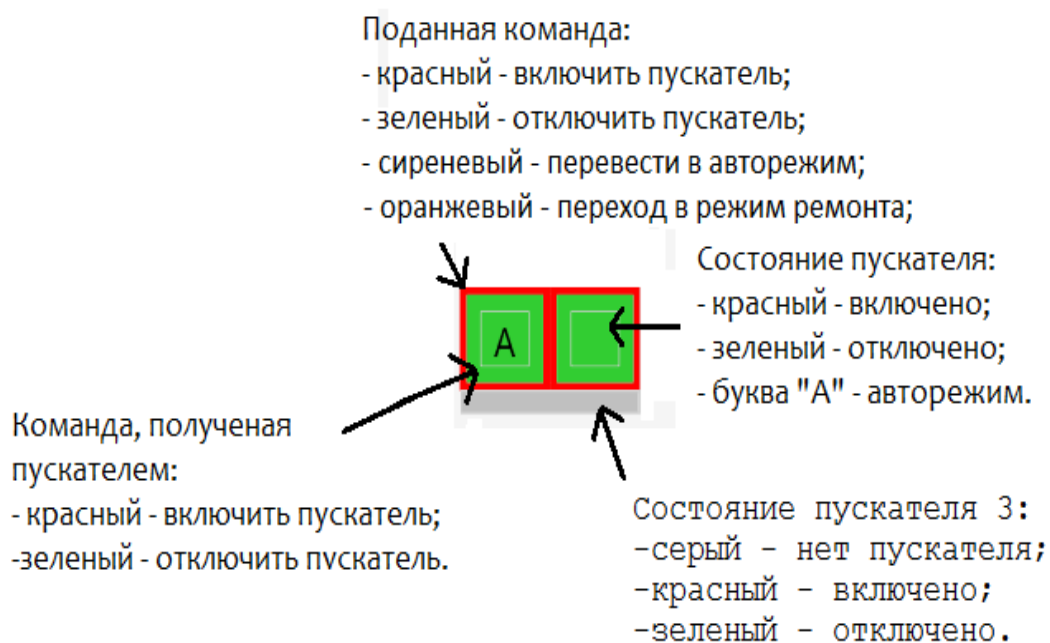 Поданная команда:
- красный - включить пускатель;
- зеленый - отключить пускатель;
- сиреневый - перевести в авторежим;
- оранжевый - переход в режим ремонта;
Состояние пускателя:
- красный - включено;
- зеленый - отключено;
- буква "А" - авторежим.
А
Команда, полученая
пускателем:
- красный - включить пускатель;
-зеленый - отключить пускатель.
Состояние пускателя 3:
-серый - нет пускателя;
-красный - включено;
-зеленый - отключено.